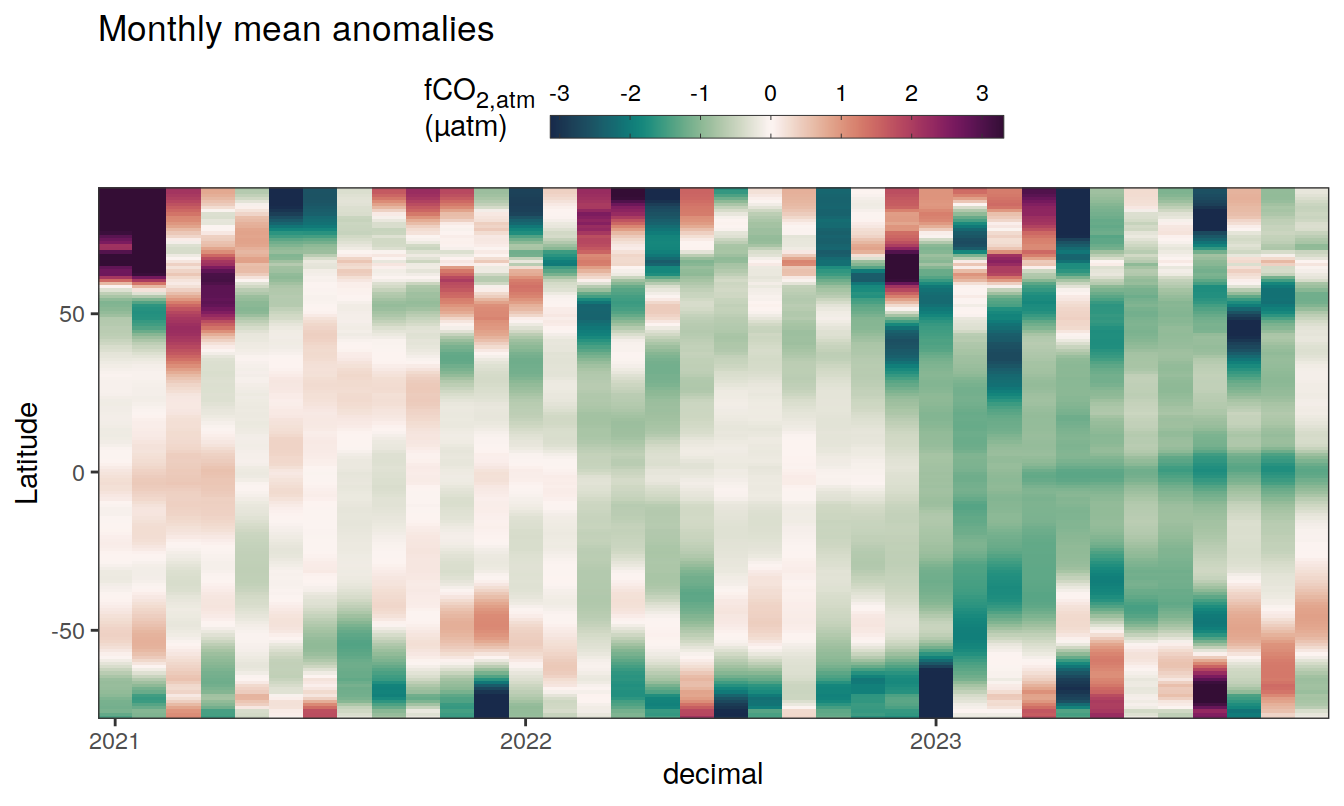 Monthly mean anomalies
fCO2,atm
(µatm)
-3 -2 -1 0 1 2 3
Latitude
50
0
-50
2021 2022 2023
decimal